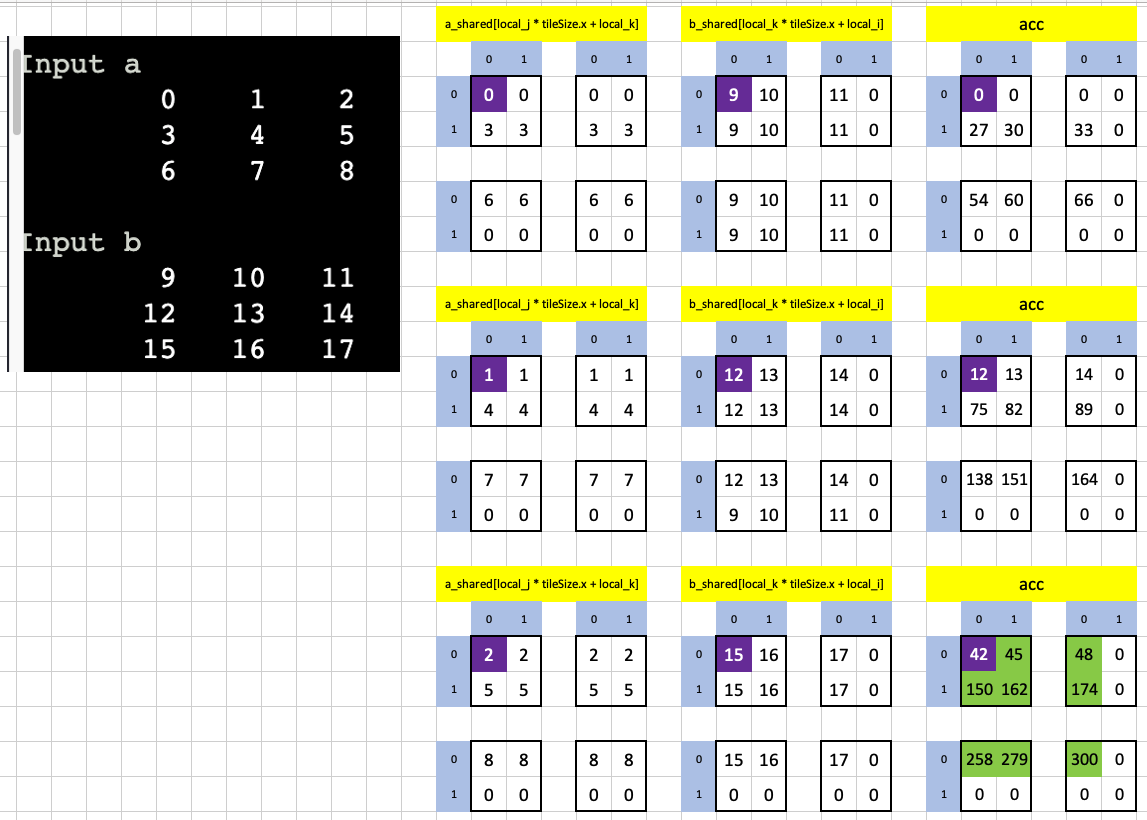 Input a
0 1 2
3 4 5
6 7 8
Input b
9 10 11
12 13 14
15 16 17
a_shared[local_j * tileSize.x + local_k] b_shared[local_k * tileSize.x + local_i] acc
0 1 0 1 0 1 0 1 0 1 0 1
0 0 0 0 0 0 9 10 11 0 0 0 0 0 0
1 3 3 3 3 1 9 10 11 0 1 27 30 33 0
0 6 6 6 6 0 9 10 11 0 0 54 60 66 0
1 0 0 0 0 1 9 10 11 0 1 0 0 0 0
a_shared[local_j * tileSize.x + local_k] b_shared[local_k * tileSize.x + local_i] acc
0 1 0 1 0 1 0 1 0 1 0 1
0 1 1 1 1 0 12 13 14 0 0 12 13 14 0
1 4 4 4 4 1 12 13 14 0 1 75 82 89 0
0 7 7 7 7 0 12 13 14 0 0 138 151 164 0
1 0 0 0 0 1 9 10 11 0 1 0 0 0 0
a_shared[local_j * tileSize.x + local_k] b_shared[local_k * tileSize.x + local_i] acc
0 1 0 1 0 1 0 1 0 1 0 1
0 2 2 2 2 0 15 16 17 0 0 42 45 48 0
1 5 5 5 5 1 15 16 17 0 1 150 162 174 0
0 8 8 8 8 0 15 16 17 0 0 258 279 300 0
1 0 0 0 0 1 0 0 0 0 1 0 0 0 0